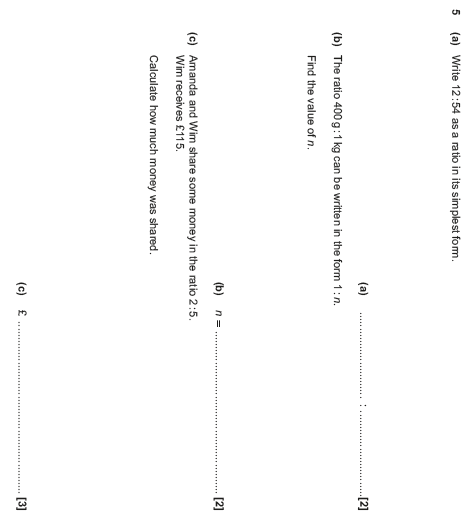 5 (a) Write 12 : 54 as a ratio in its simplest form.
(a) .............................. : .............................. [2]
(b) The ratio 400 g : 1 kg can be written in the form 1 : n.
Find the value of n.
(b) n = .................................................. [2]
(c) Amanda and Wim share some money in the ratio 2 : 5.
Wim receives £115.
Calculate how much money was shared.
(c) £ .................................................. [3]